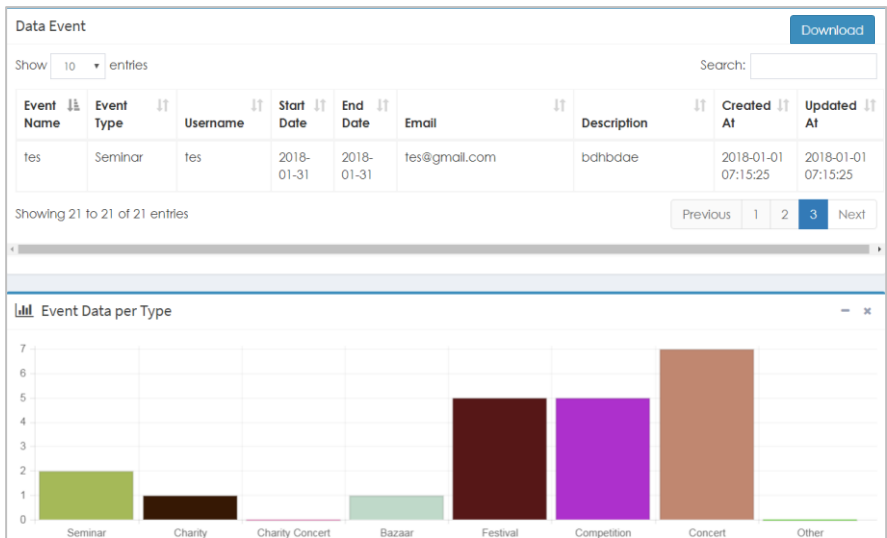 Data Event
Download
Show 10 entries
Search:
Event Name
Event Type
Username
Start Date
End Date
Email
Description
Created At
Updated At
tes
Seminar
tes
2018-
01-31
2018-
01-31
tes@gmail.com
bdhbdae
2018-01-01
07:15:25
2018-01-01
07:15:25
Showing 21 to 21 of 21 entries
Previous 1 2 3 Next
Event Data per Type
7
6
5
4
3
2
1
0
Seminar Charity Charity Concert Bazaar Festival Competition Concert Other